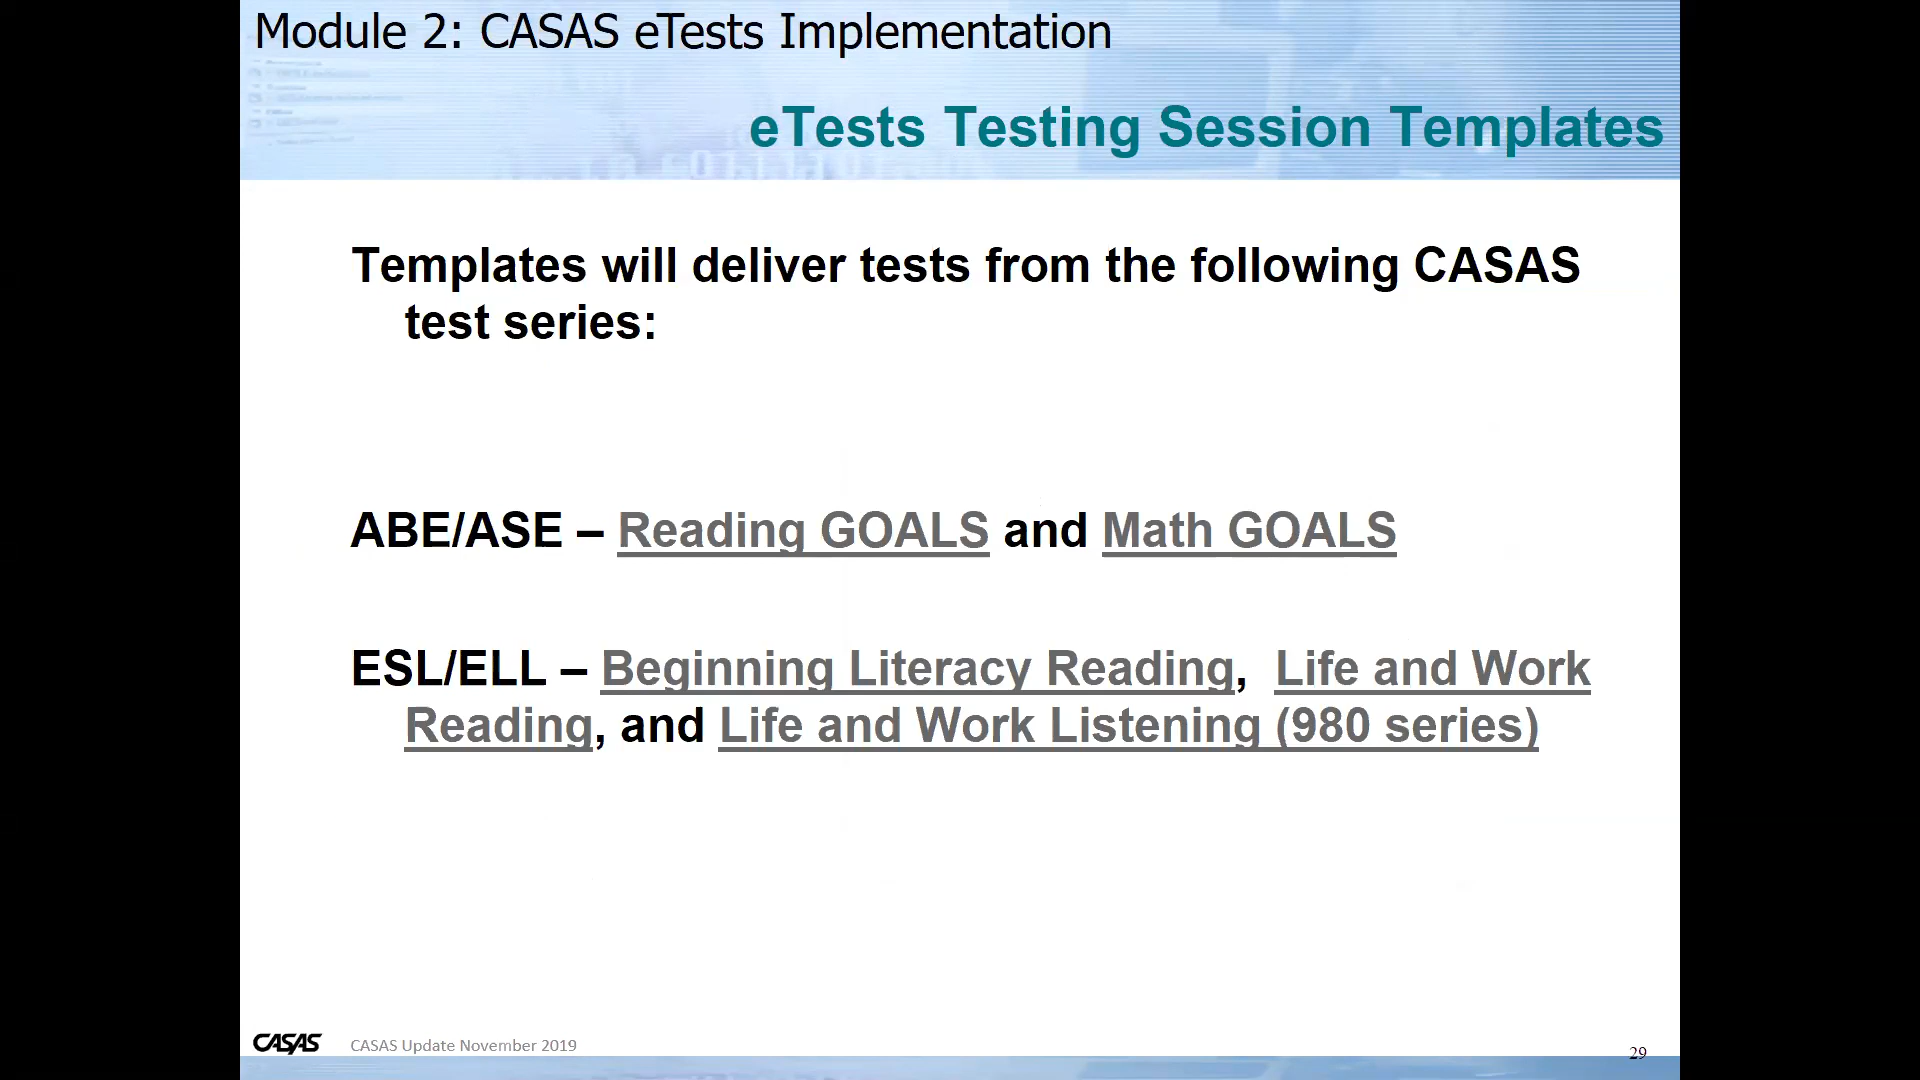 Module 2: CASAS eTests Implementation
eTests Testing Session Templates
Templates will deliver tests from the following CASAS
test series:
ABE/ASE – Reading GOALS and Math GOALS
ESL/ELL – Beginning Literacy Reading, Life and Work
Reading, and Life and Work Listening (980 series)
CASAS CASAS Update November 2019
29